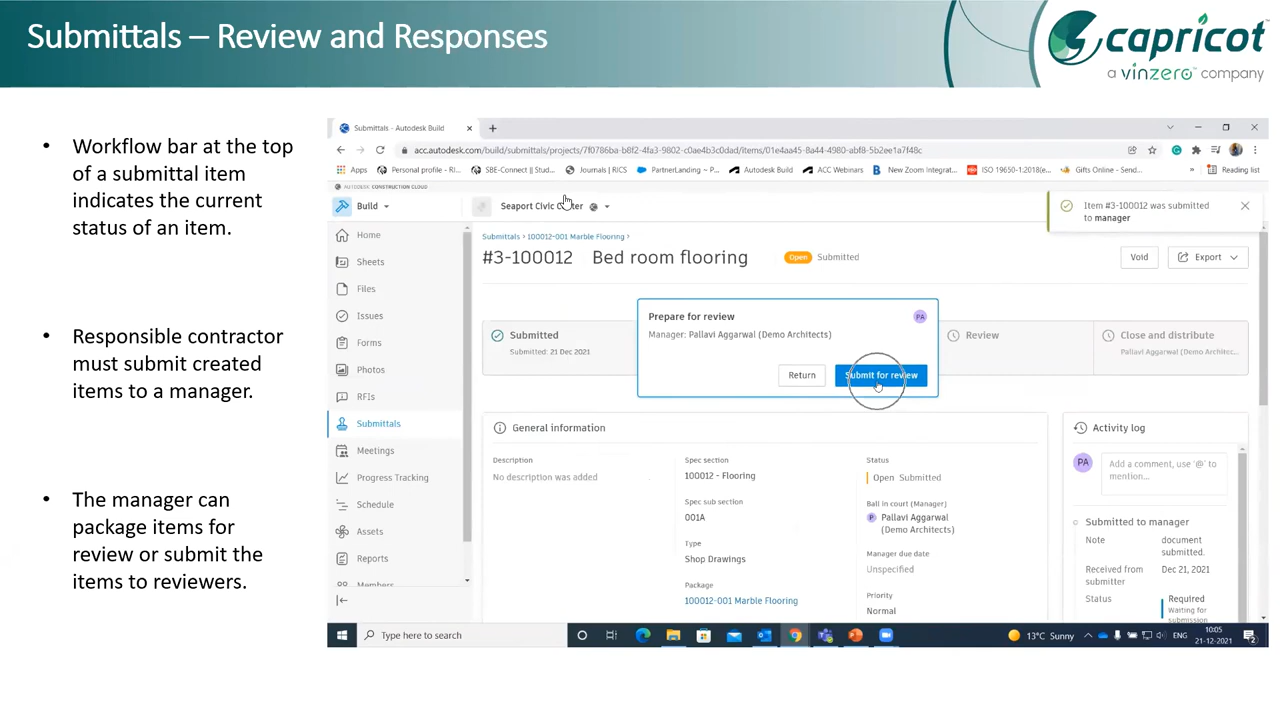 Submittals – Review and Responses
capricot
a vinzero™ company
• Workflow bar at the top
of a submittal item
indicates the current
status of an item.
• Responsible contractor
must submit created
items to a manager.
• The manager can
package items for
review or submit the
items to reviewers.
Submittals - Autodesk Build
acc.autodesk.com/build/submittals/projects/7f0786ba-b8f2-4fa3-9802-c0ae4b3c0dad/items/01e4aa45-8a44-4980-abf8-5b2ee1a7f48c
Apps Personal profile - RI... SBE-Connect || Stud... Journals | RICS PartnerLanding ~ P... Autodesk Build ACC Webinars New Zoom Integrat... ISO 19650-1:2018(e... Gifts Online - Send... » Reading list
AUTODESK CONSTRUCTION CLOUD
Build Seaport Civic Center
Item #3-100012 was submitted
to manager
Home
Sheets
Files
Issues
Forms
Photos
RFIs
Submittals
Meetings
Progress Tracking
Schedule
Assets
Reports
Members
Submittals › 100012-001 Marble Flooring ›
#3-100012 Bed room flooring Open Submitted
Void Export
Submitted
Submitted: 21 Dec 2021
Prepare for review PA
Manager: Pallavi Aggarwal (Demo Architects)
Return Submit for review
Review
Close and distribute
Pallavi Aggarwal (Demo Architec...
General information
Description
No description was added
Spec section
100012 - Flooring
Spec sub section
001A
Type
Shop Drawings
Package
100012-001 Marble Flooring
Status
Open Submitted
Ball in court (Manager)
P Pallavi Aggarwal
(Demo Architects)
Manager due date
Unspecified
Priority
Normal
Activity log
PA
Add a comment, use '@' to
mention...
Submitted to manager
Note document
submitted.
Received from
submitter Dec 21, 2021
Status Required
Waiting for
submission
Type here to search
13°C Sunny ENG 10:05
21-12-2021
2